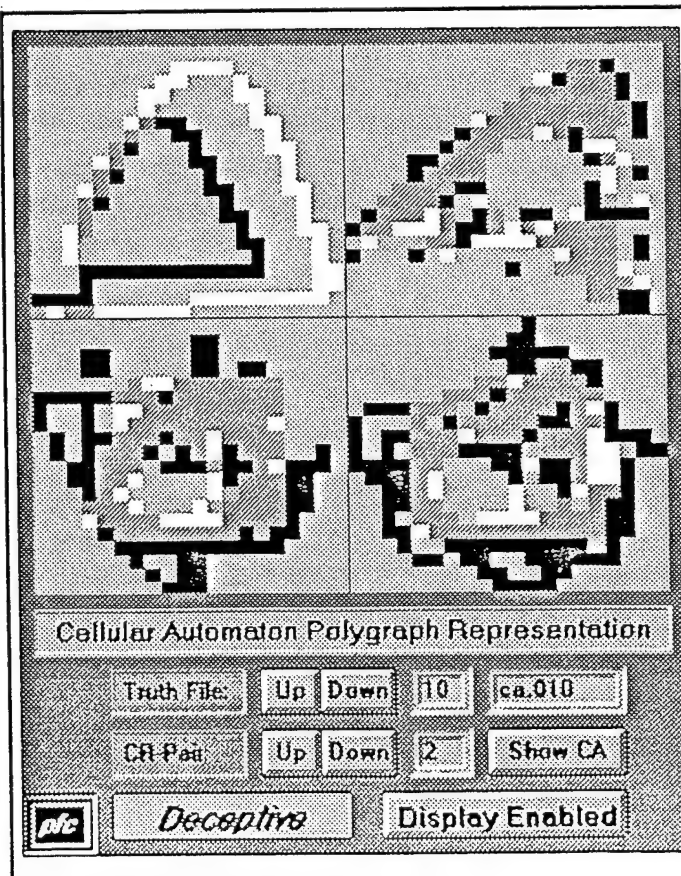 Cellular Automaton Polygraph Representation
Truth File: Up Down 10 ca.010
CR Pair: Up Down 2 Show CA
pfc Deceptive Display Enabled